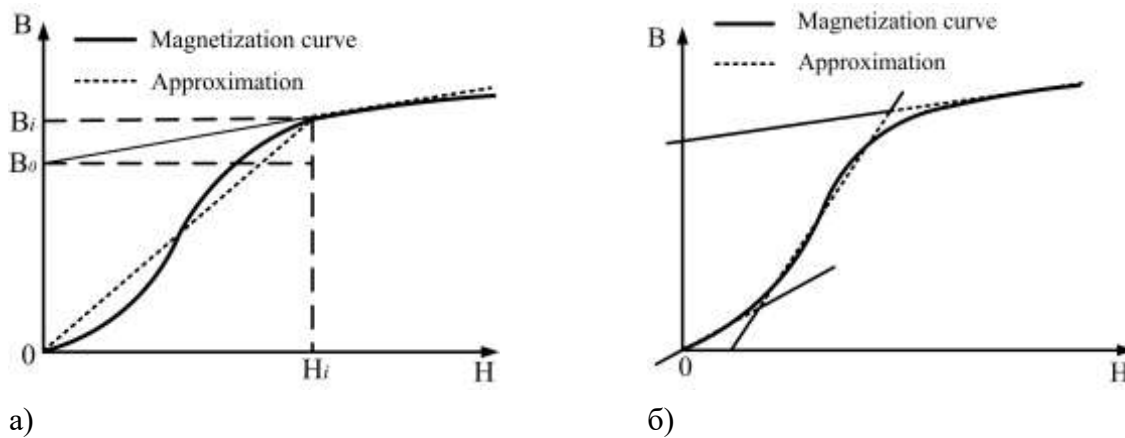 B
Magnetization curve
Approximation
Bi
B0
0
Hi
H
а)
B
Magnetization curve
Approximation
0
H
б)